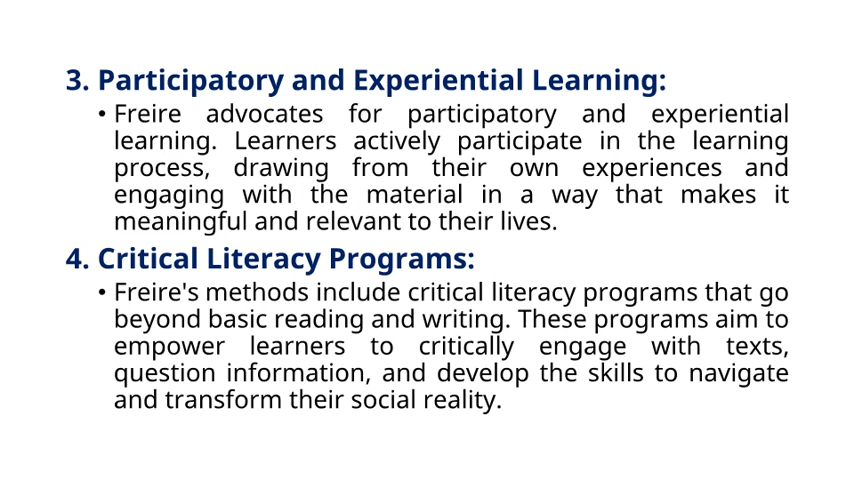 3. Participatory and Experiential Learning:
• Freire advocates for participatory and experiential
learning. Learners actively participate in the learning
process, drawing from their own experiences and
engaging with the material in a way that makes it
meaningful and relevant to their lives.
4. Critical Literacy Programs:
• Freire's methods include critical literacy programs that go
beyond basic reading and writing. These programs aim to
empower learners to critically engage with texts,
question information, and develop the skills to navigate
and transform their social reality.